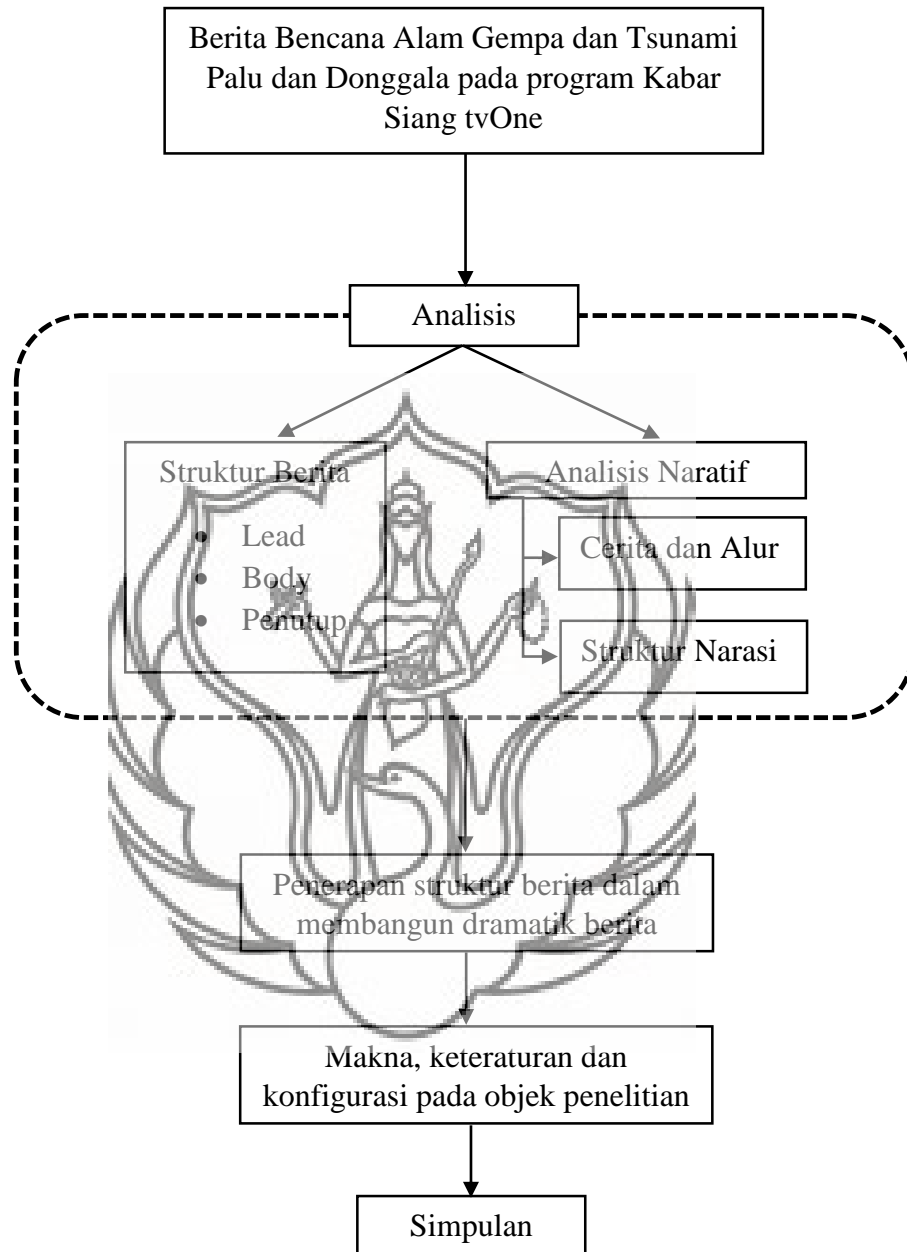 Berita Bencana Alam Gempa dan Tsunami
Palu dan Donggala pada program Kabar
Siang tvOne
Analisis
Struktur Berita
• Lead
• Body
• Penutup
Analisis Naratif
Cerita dan Alur
Struktur Narasi
Penerapan struktur berita dalam
membangun dramatik berita
Makna, keteraturan dan
konfigurasi pada objek penelitian
Simpulan